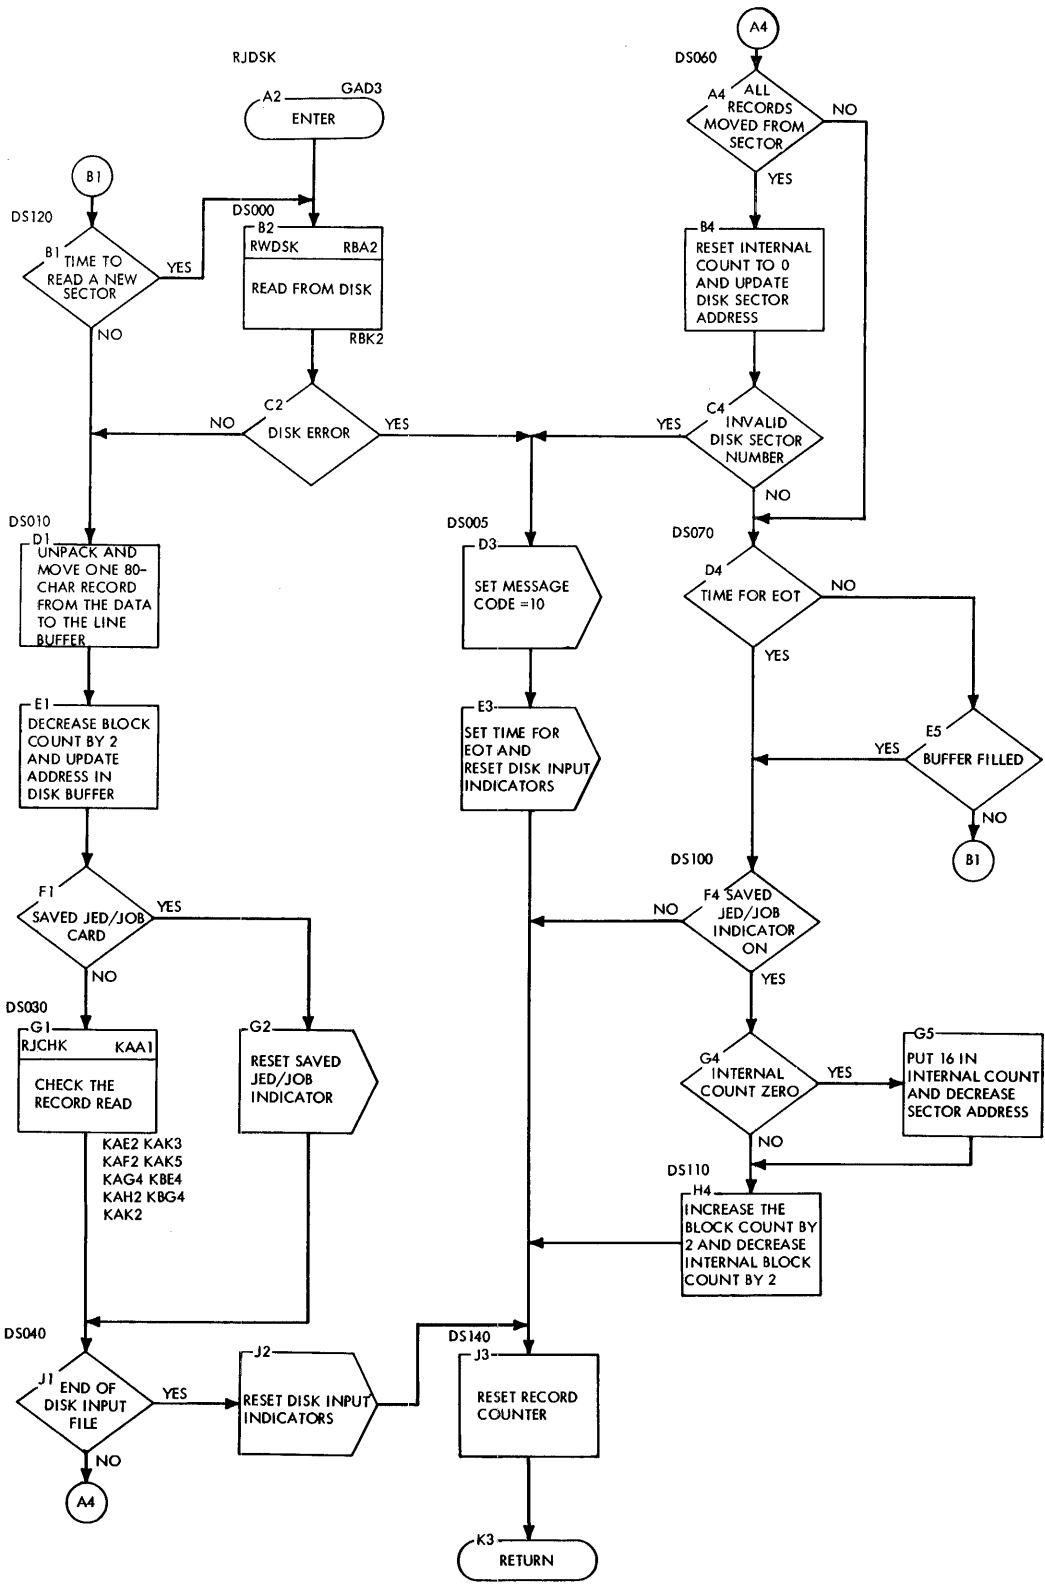 RJDSK
A2
GAD3
ENTER
B1
DS120
B1
TIME TO
READ A NEW
SECTOR
YES
NO
DS000
B2
RWDSK RBA2
READ FROM DISK
RBK2
C2
DISK ERROR
NO
YES
DS010
D1
UNPACK AND
MOVE ONE 80-
CHAR RECORD
FROM THE DATA
TO THE LINE
BUFFER
E1
DECREASE BLOCK
COUNT BY 2
AND UPDATE
ADDRESS IN
DISK BUFFER
F1
SAVED JED/JOB
CARD
YES
NO
DS030
G1
RJCHK KAA1
CHECK THE
RECORD READ
KAE2 KAK3
KAF2 KAK5
KAG4 KBE4
KAH2 KBG4
KAK2
G2
RESET SAVED
JED/JOB
INDICATOR
DS040
J1
END OF
DISK INPUT
FILE
YES
NO
A4
J2
RESET DISK INPUT
INDICATORS
DS005
D3
SET MESSAGE
CODE =10
E3
SET TIME FOR
EOT AND
RESET DISK INPUT
INDICATORS
DS140
J3
RESET RECORD
COUNTER
K3
RETURN
A4
DS060
A4
ALL
RECORDS
MOVED FROM
SECTOR
NO
YES
B4
RESET INTERNAL
COUNT TO 0
AND UPDATE
DISK SECTOR
ADDRESS
C4
INVALID
DISK SECTOR
NUMBER
YES
NO
DS070
D4
TIME FOR EOT
NO
YES
E5
BUFFER FILLED
YES
NO
B1
DS100
F4 SAVED
JED/JOB
INDICATOR
ON
NO
YES
G4
INTERNAL
COUNT ZERO
YES
NO
G5
PUT 16 IN
INTERNAL COUNT
AND DECREASE
SECTOR ADDRESS
DS110
H4
INCREASE THE
BLOCK COUNT BY
2 AND DECREASE
INTERNAL BLOCK
COUNT BY 2